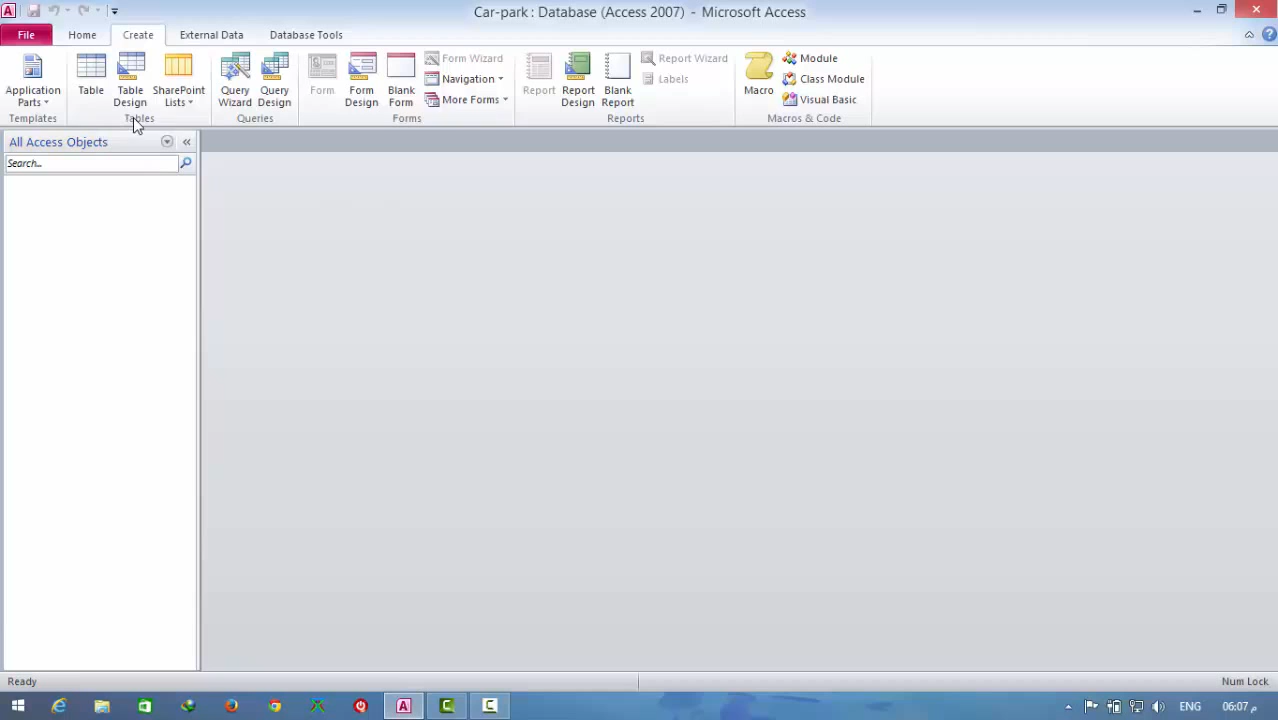 Car-park : Database (Access 2007) - Microsoft Access
File Home Create External Data Database Tools
Application Parts
Table
Table Design
SharePoint Lists
Query Wizard
Query Design
Form
Form Design
Blank Form
Form Wizard
Navigation
More Forms
Report
Report Design
Blank Report
Report Wizard
Labels
Macro
Module
Class Module
Visual Basic
Templates Tables Queries Forms Reports Macros & Code
All Access Objects
Search...
Ready Num Lock
ENG 06:07 م